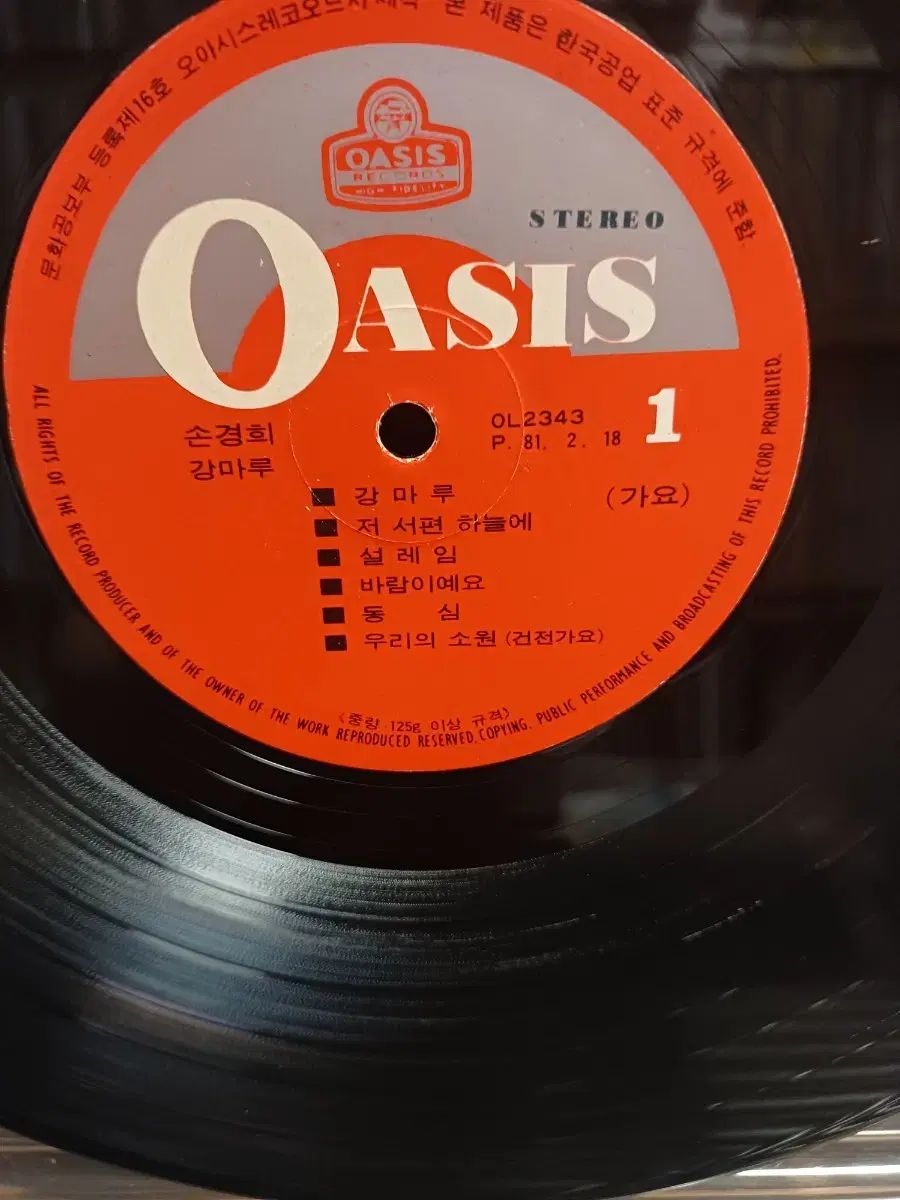 문화공보부 등록제16호 오아시스레코오드사 제작 본 제품은 한국공업 표준 규격에 준함.
OASIS
RECORDS
HIGH FIDELITY
STEREO
OASIS
손경희
강마루
OL2343
P. 81. 2. 18
1
강 마 루 (가요)
저 서편 하늘에
설 레 임
바람이예요
동 심
우리의 소원 (건전가요)
〈중량 125g 이상 규격〉
ALL RIGHTS OF THE RECORD PRODUCER AND OF THE OWNER OF THE WORK REPRODUCED RESERVED. COPYING. PUBLIC PERFORMANCE AND BROADCASTING OF THIS RECORD PROHIBITED.